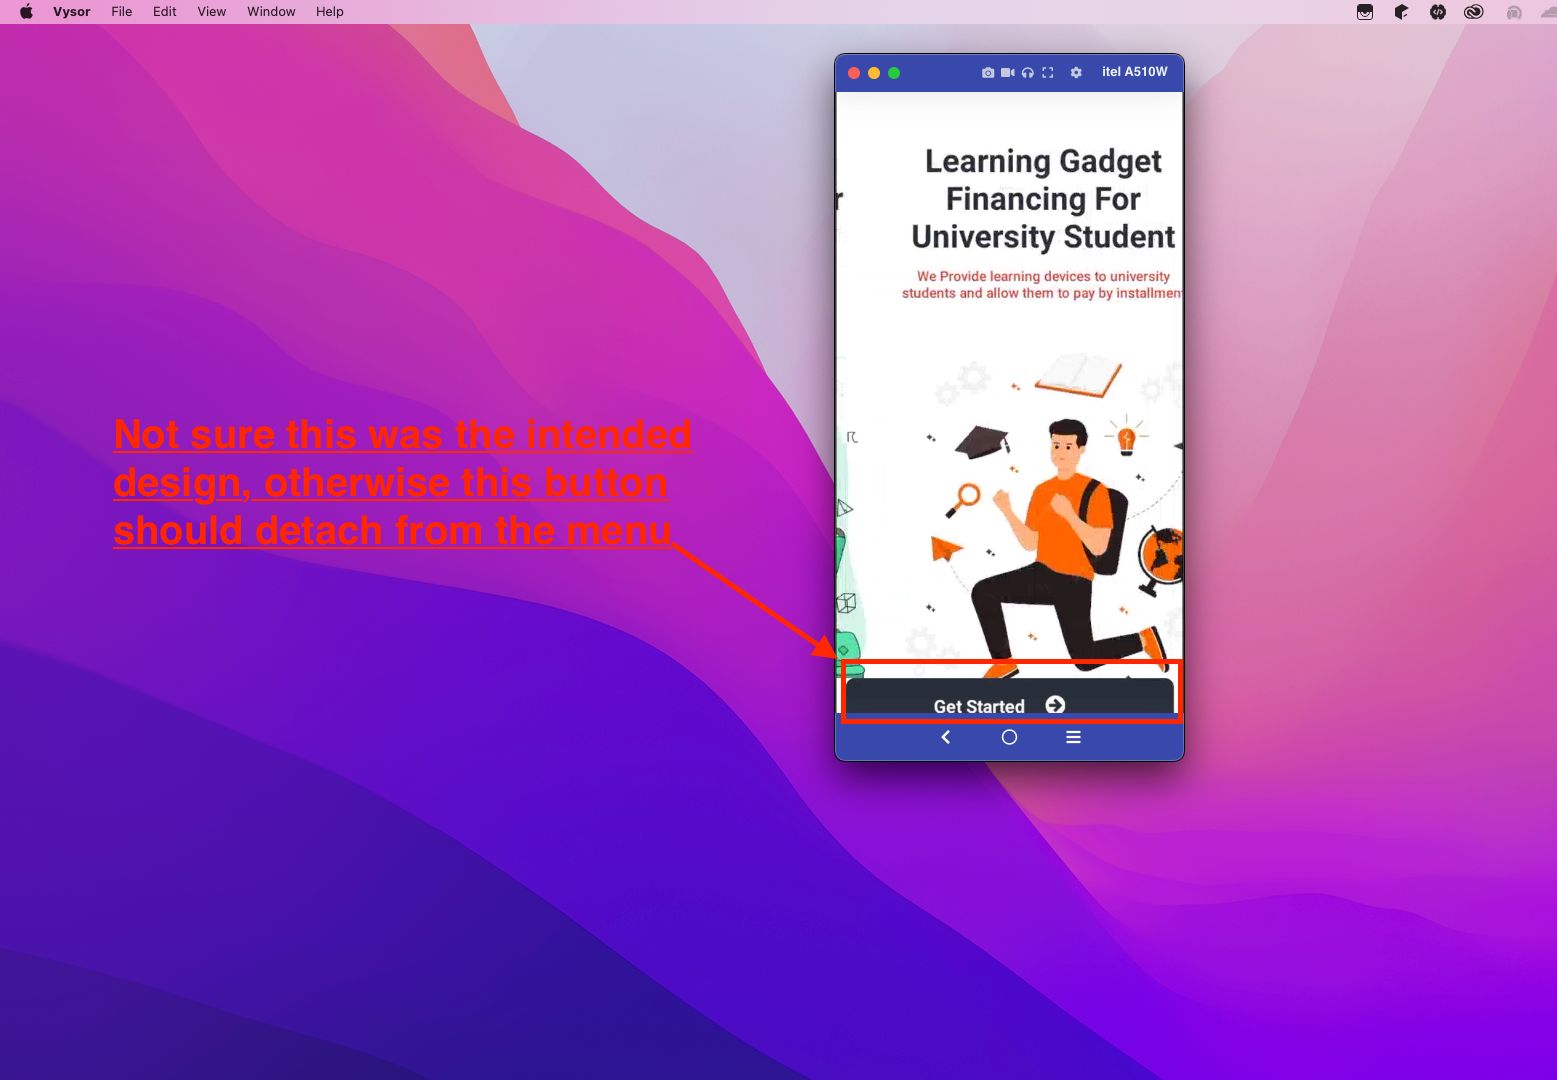 Vysor File Edit View Window Help
itel A510W
Learning Gadget
Financing For
University Student
We Provide learning devices to university
students and allow them to pay by installment
r
Not sure this was the intended
design, otherwise this button
should detach from the menu
Get Started